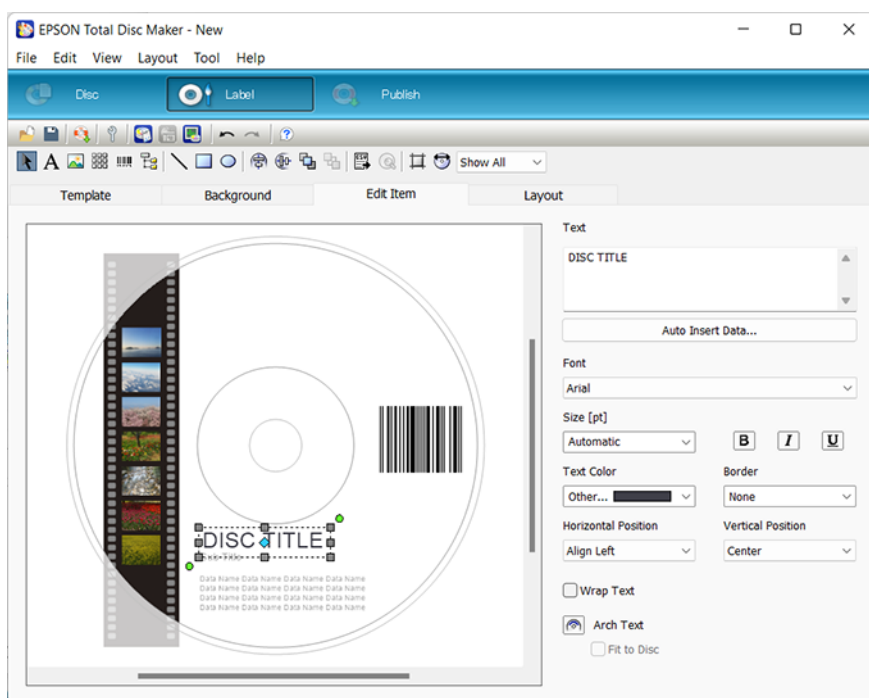 EPSON Total Disc Maker - New
File Edit View Layout Tool Help
Disc Label Publish
A Show All
Template Background Edit Item Layout
Text
DISC TITLE
Auto Insert Data...
Font
Arial
Size [pt]
Automatic B I U
Text Color Border
Other... None
Horizontal Position Vertical Position
Align Left Center
Wrap Text
Arch Text
Fit to Disc
DISC TITLE
Sub Title
Data Name Data Name Data Name Data Name
Data Name Data Name Data Name Data Name
Data Name Data Name Data Name Data Name
Data Name Data Name Data Name Data Name